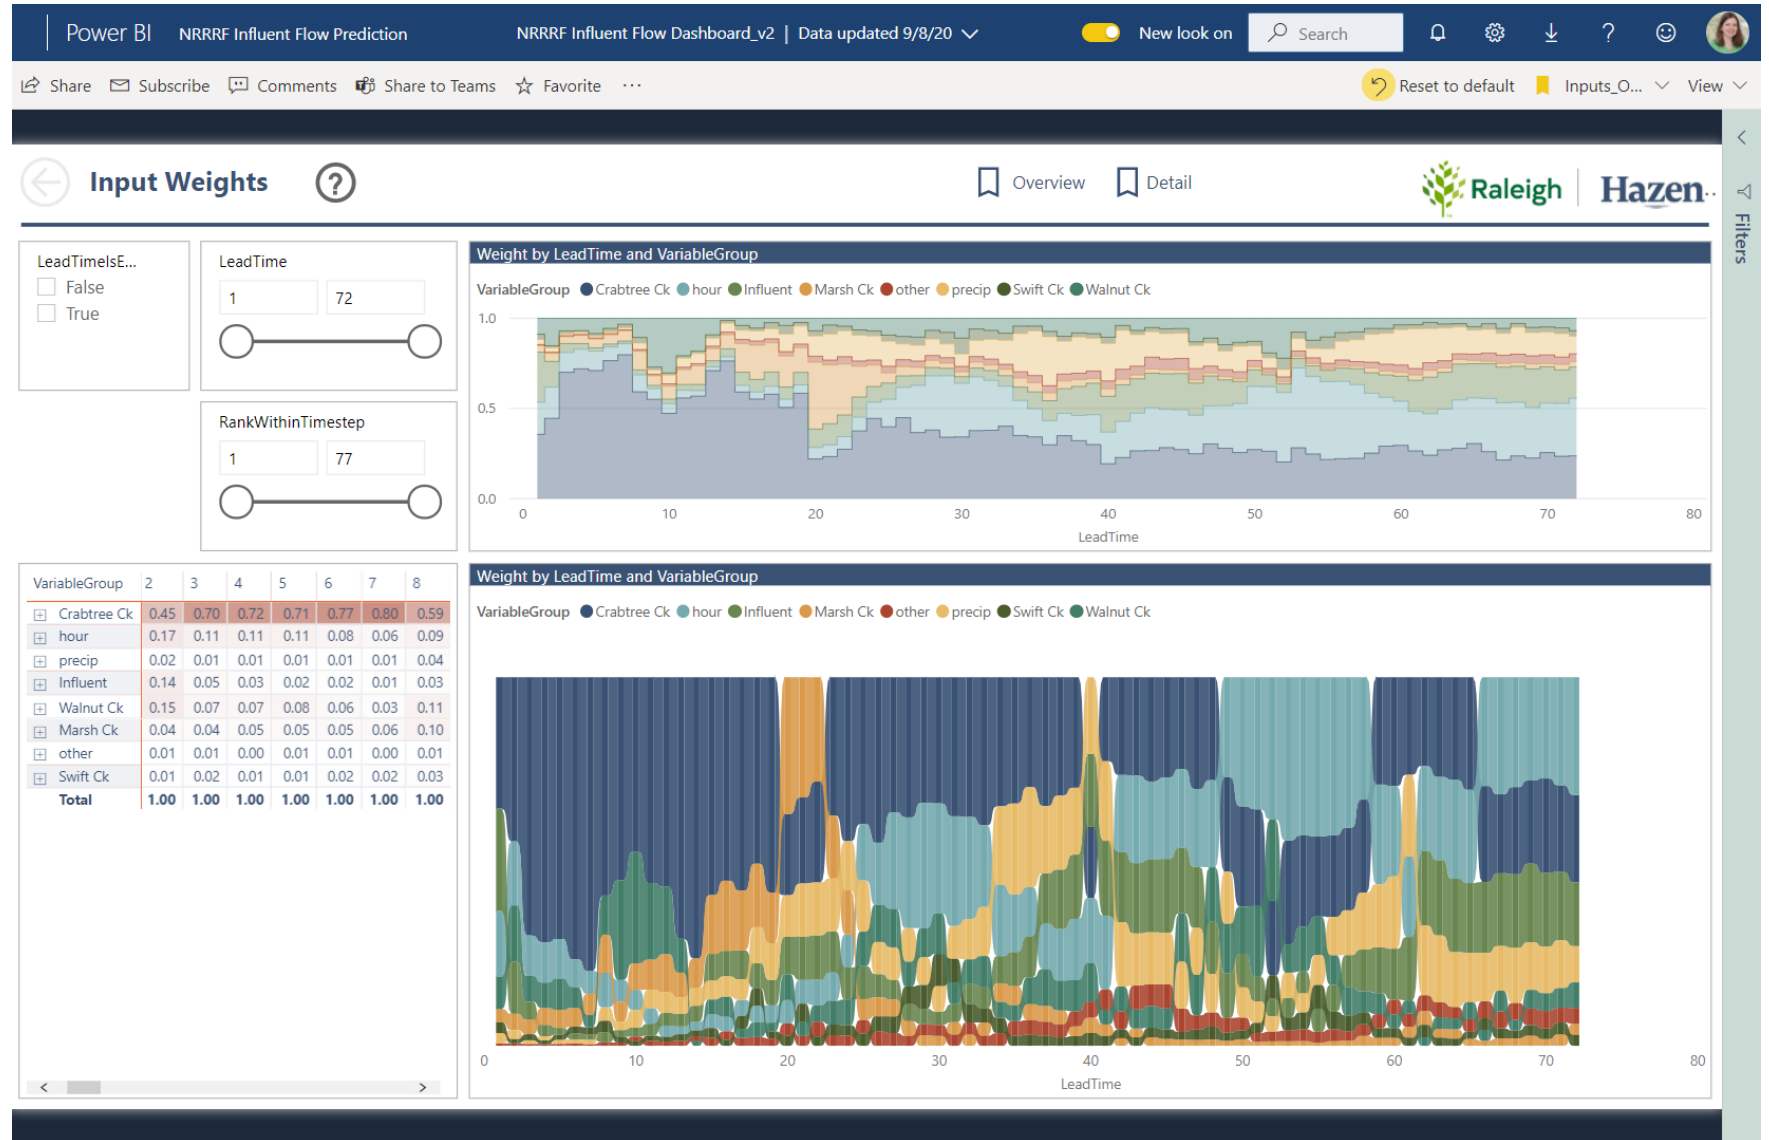 Power BI NRRRF Influent Flow Prediction NRRRF Influent Flow Dashboard_v2 | Data updated 9/8/20 New look on Search
Share Subscribe Comments Share to Teams Favorite ... Reset to default Inputs_O... View
Input Weights ? Overview Detail Raleigh Hazen...
Filters
LeadTimeIsE...
False
True
LeadTime
1 72
RankWithinTimestep
1 77
Weight by LeadTime and VariableGroup
VariableGroup Crabtree Ck hour Influent Marsh Ck other precip Swift Ck Walnut Ck
1.0
0.5
0.0
0 10 20 30 40 50 60 70 80
LeadTime
VariableGroup 2 3 4 5 6 7 8
Crabtree Ck 0.45 0.70 0.72 0.71 0.77 0.80 0.59
hour 0.17 0.11 0.11 0.11 0.08 0.06 0.09
precip 0.02 0.01 0.01 0.01 0.01 0.01 0.04
Influent 0.14 0.05 0.03 0.02 0.02 0.01 0.03
Walnut Ck 0.15 0.07 0.07 0.08 0.06 0.03 0.11
Marsh Ck 0.04 0.04 0.05 0.05 0.05 0.06 0.10
other 0.01 0.01 0.00 0.01 0.01 0.00 0.01
Swift Ck 0.01 0.02 0.01 0.01 0.02 0.02 0.03
Total 1.00 1.00 1.00 1.00 1.00 1.00 1.00
Weight by LeadTime and VariableGroup
VariableGroup Crabtree Ck hour Influent Marsh Ck other precip Swift Ck Walnut Ck
0 10 20 30 40 50 60 70 80
LeadTime